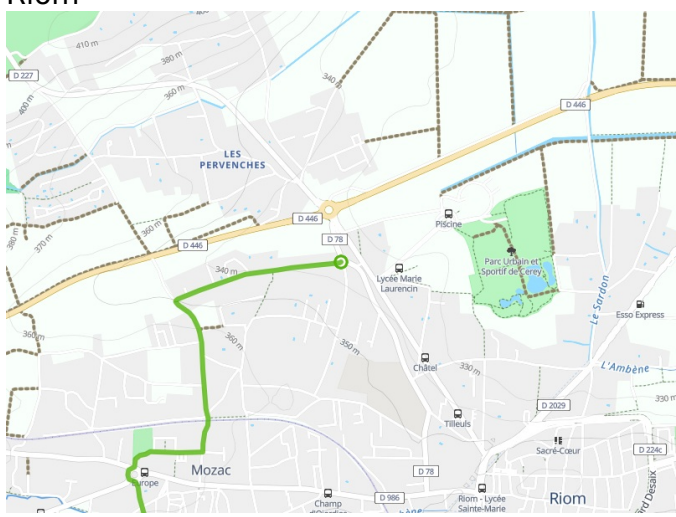 Riom
410 m
D 227
380 m
340 m
D 446
400 m
360 m
LES
PERVENCHES
D 446
Piscine
360 m
D 446
D 78
380 m
370 m
Parc Urbain et
Sportif de Cerey
340 m
Lycée Marie
Laurencin
Le Sardon
Esso Express
360 m
360 m
350 m
Châtel
330 m
L'Ambène
330 m
D 2029
Tilleuls
Sacré-Cœur
D 224c
Mozac
D 78
D 986
Champ
Riom - Lycée
Sainte-Marie
Riom
Desaix